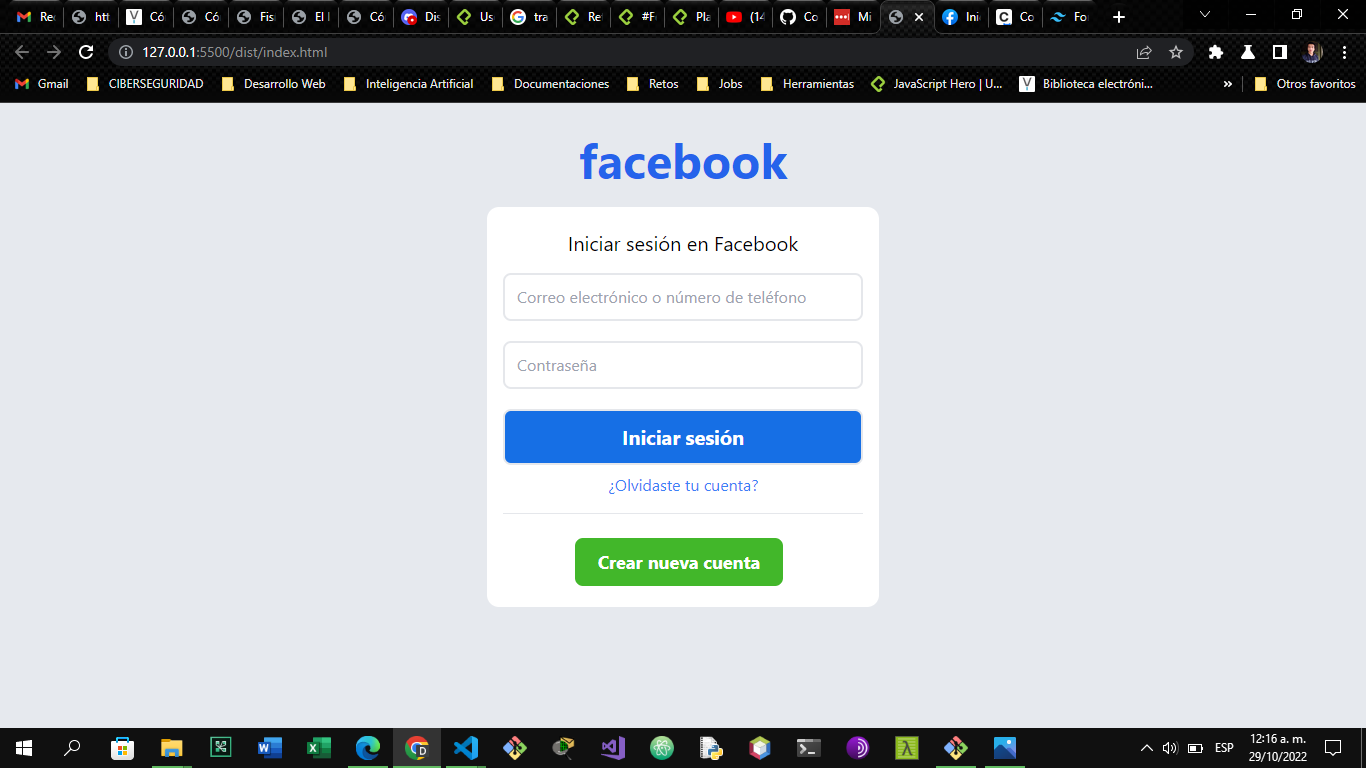 Re
htt
Có
Có
Fisi
El l
Có
Dis
Us
tra
Re
#Fa
Pla
(14
Co
Mi
Ini
Co
Fo
127.0.0.1:5500/dist/index.html
Gmail
CIBERSEGURIDAD
Desarrollo Web
Inteligencia Artificial
Documentaciones
Retos
Jobs
Herramientas
JavaScript Hero | U...
Biblioteca electróni...
»
Otros favoritos
facebook
Iniciar sesión en Facebook
Correo electrónico o número de teléfono
Contraseña
Iniciar sesión
¿Olvidaste tu cuenta?
Crear nueva cuenta
ESP
12:16 a. m.
29/10/2022